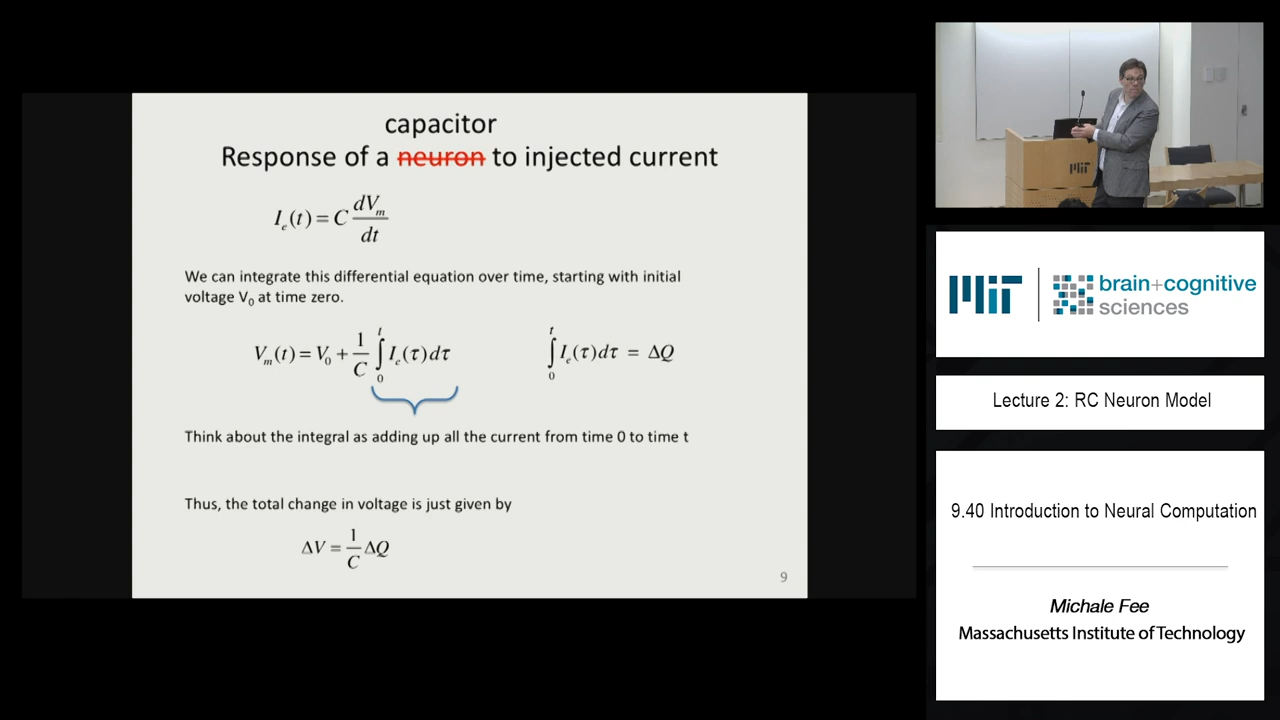 capacitor
Response of a neuron to injected current
I_e(t) = C dV_m/dt
We can integrate this differential equation over time, starting with initial
voltage V_0 at time zero.
V_m(t) = V_0 + 1/C ∫_0^t I_e(τ)dτ
∫_0^t I_e(τ)dτ = ΔQ
Think about the integral as adding up all the current from time 0 to time t
Thus, the total change in voltage is just given by
ΔV = 1/C ΔQ
9
MIT
MIT
brain+cognitive
sciences
Lecture 2: RC Neuron Model
9.40 Introduction to Neural Computation
Michale Fee
Massachusetts Institute of Technology